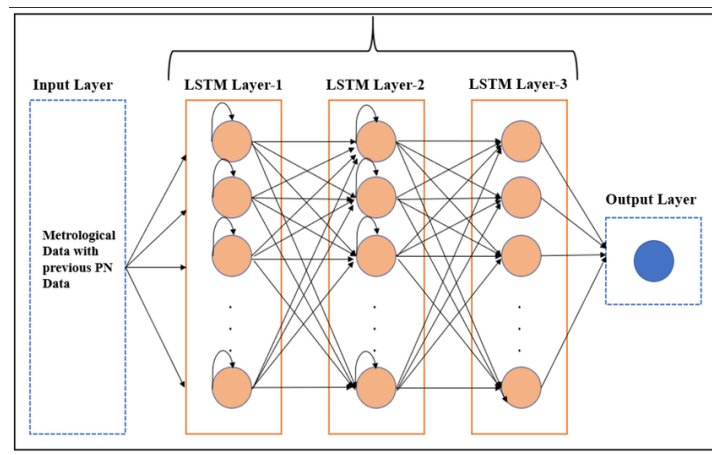 Input Layer
LSTM Layer-1
LSTM Layer-2
LSTM Layer-3
Metrological
Data with
previous PN
Data
Output Layer